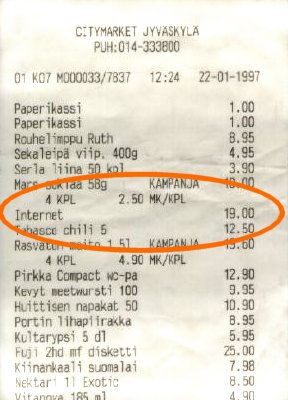 CITYMARKET JYVÄSKYLÄ
PUH:014-333800
01 K07 M000033/7837 12:24 22-01-1997
Paperikassi 1.00
Paperikassi 1.00
Rouhelimppu Ruth 8.95
Sekaleipä viip. 400g 4.95
Serla liina 50 kpl 3.90
Mars suklaa 58g KAMPANJA 10.00
4 KPL 2.50 MK/KPL
Internet 19.00
Tabasco chili 5 12.50
Rasvaton maito 1.5l KAMPANJA 19.60
4 KPL 4.90 MK/KPL
Pirkka Compact wc-pa 12.90
Kevyt meetwursti 100 9.95
Huittisen napakat 50 10.90
Portin lihapiirakka 8.95
Kultarypsi 5 dl 5.95
Fuji 2hd mf disketti 25.00
Kiinankaali suomalai 7.98
Nektari 1l Exotic 8.50
Vitanova 185 ml 4.90